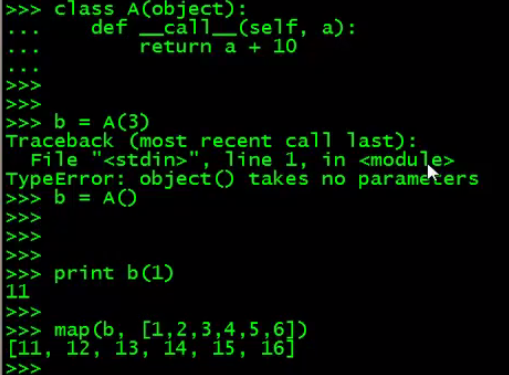 >>> class A(object):
...     def __call__(self, a):
...         return a + 10
...
>>>
>>>
>>> b = A(3)
Traceback (most recent call last):
  File "<stdin>", line 1, in <module>
TypeError: object() takes no parameters
>>> b = A()
>>>
>>>
>>>
>>> print b(1)
11
>>>
>>> map(b, [1,2,3,4,5,6])
[11, 12, 13, 14, 15, 16]
>>>